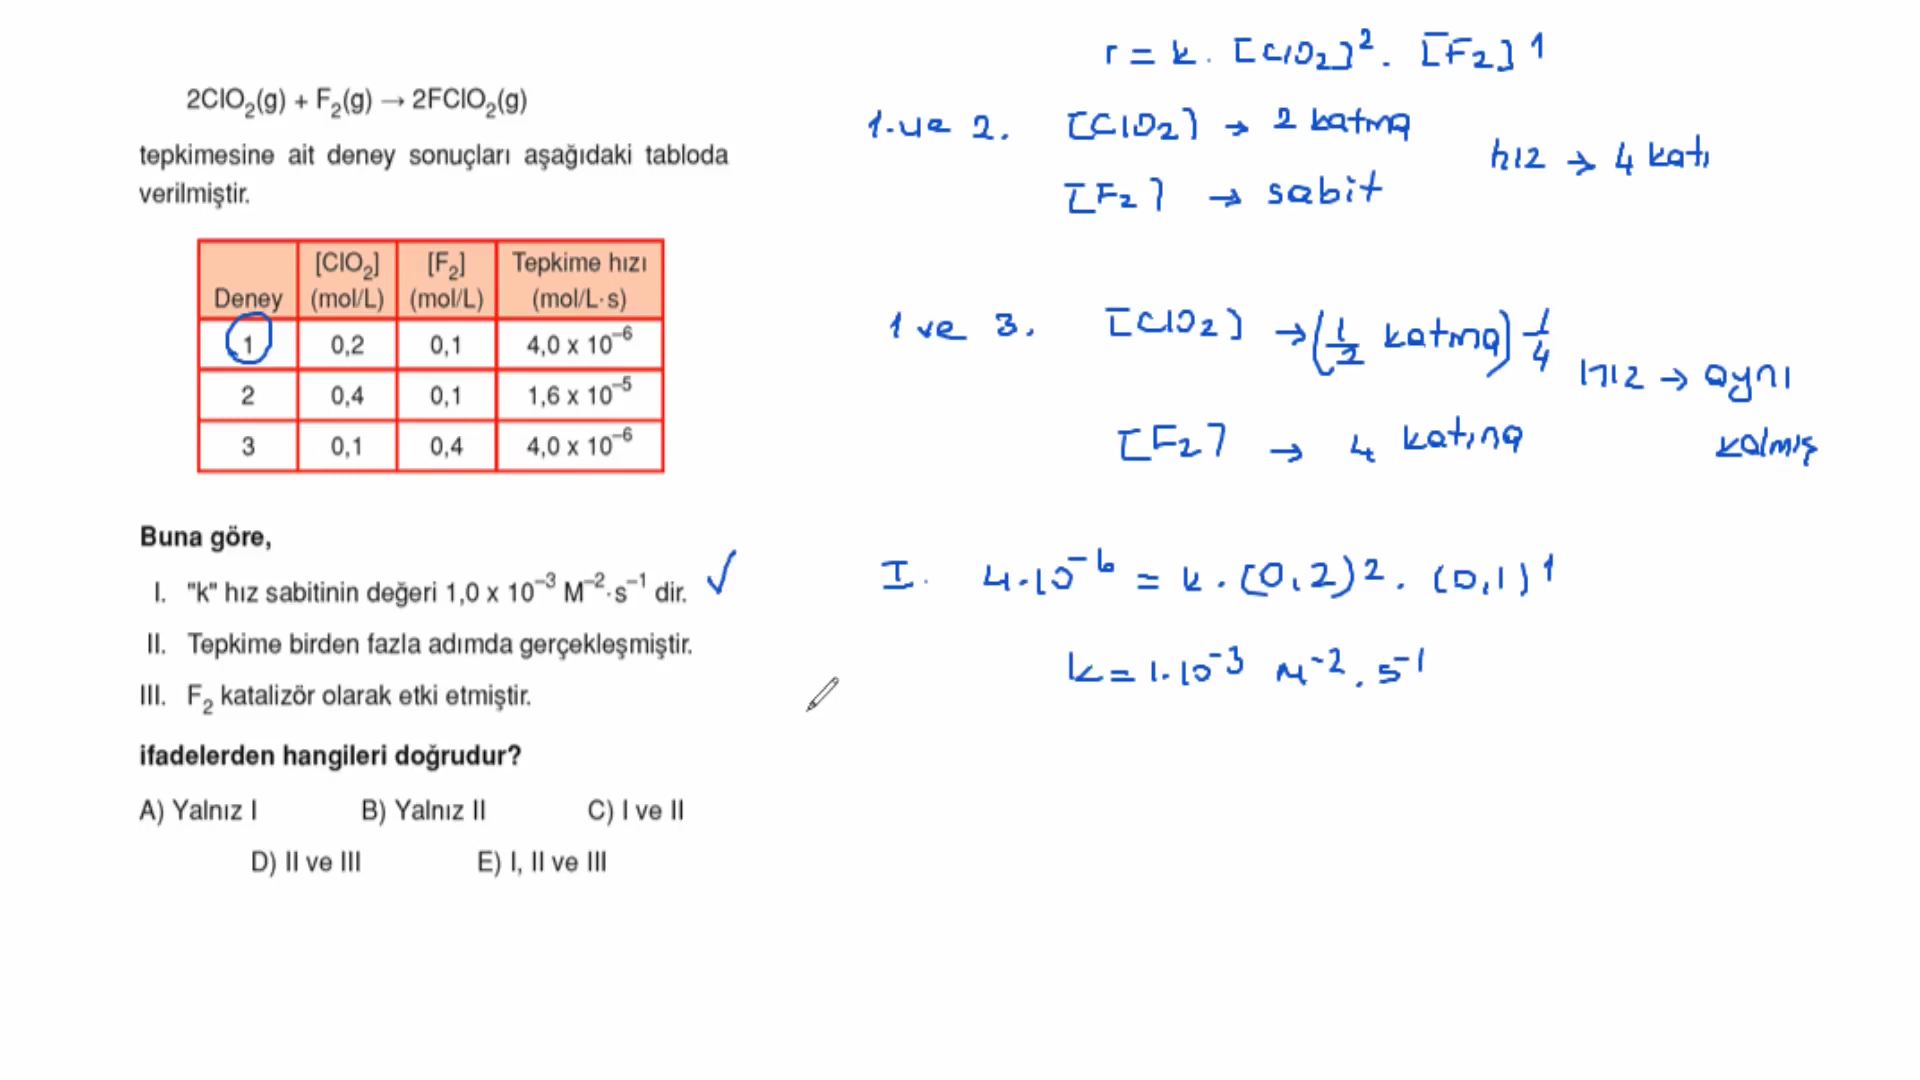 2ClO₂(g) + F₂(g) → 2FClO₂(g)
tepkimesine ait deney sonuçları aşağıdaki tabloda
verilmiştir.
Deney [ClO₂] (mol/L) [F₂] (mol/L) Tepkime hızı (mol/L·s)
1 0,2 0,1 4,0 x 10⁻⁶
2 0,4 0,1 1,6 x 10⁻⁵
3 0,1 0,4 4,0 x 10⁻⁶
Buna göre,
I. "k" hız sabitinin değeri 1,0 x 10⁻³ M⁻²·s⁻¹ dir. ✓
II. Tepkime birden fazla adımda gerçekleşmiştir.
III. F₂ katalizör olarak etki etmiştir.
ifadelerden hangileri doğrudur?
A) Yalnız I B) Yalnız II C) I ve II
D) II ve III E) I, II ve III
r = k . [ClO₂]² . [F₂]¹
1. ve 2. [ClO₂] → 2 katına
[F₂] → sabit
hız → 4 katı
1 ve 3. [ClO₂] → (1/2 katına) 1/4
[F₂] → 4 katına
hız → aynı
kalmış
I. 4.10⁻⁶ = k . (0,2)² . (0,1)¹
k = 1.10⁻³ M⁻² . s⁻¹